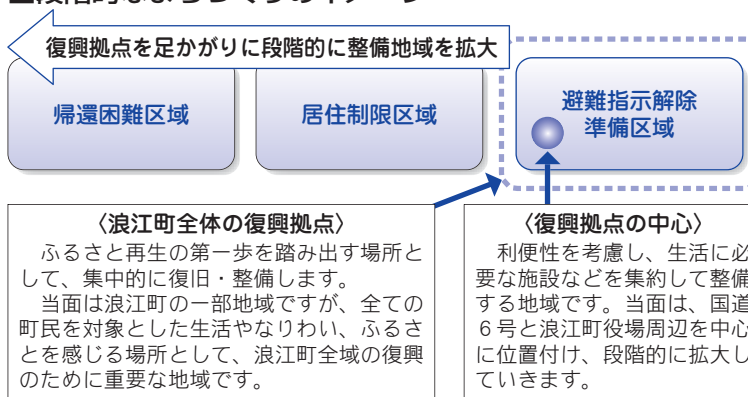 復興拠点を足がかりに段階的に整備地域を拡大
帰還困難区域
居住制限区域
避難指示解除
準備区域
〈浪江町全体の復興拠点〉
ふるさと再生の第一歩を踏み出す場所と
して、集中的に復旧・整備します。
当面は浪江町の一部地域ですが、全ての
町民を対象とした生活やなりわい、ふるさ
とを感じる場所として、浪江町全域の復興
のために重要な地域です。
〈復興拠点の中心〉
利便性を考慮し、生活に必
要な施設などを集約して整備
する地域です。当面は、国道
６号と浪江町役場周辺を中心
に位置付け、段階的に拡大し
ていきます。